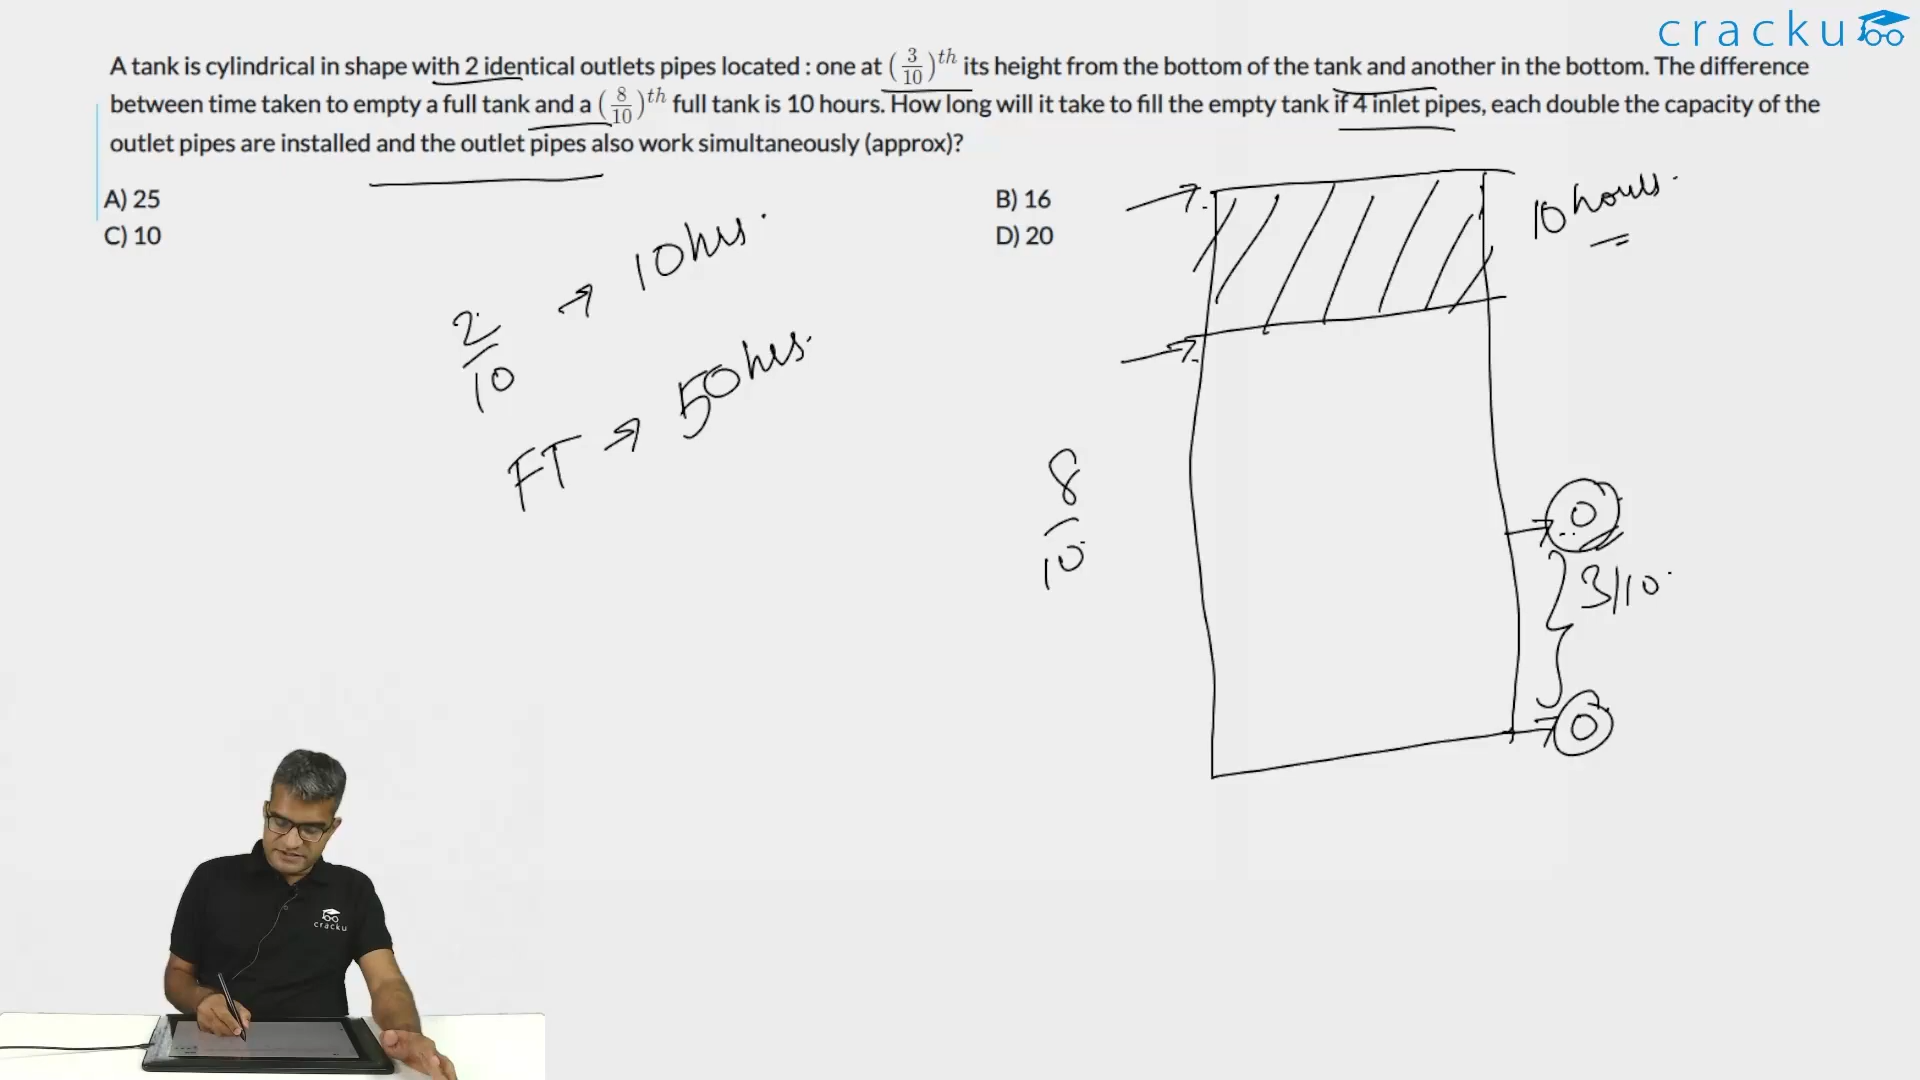 cracku
A tank is cylindrical in shape with 2 identical outlets pipes located : one at (3/10)^th its height from the bottom of the tank and another in the bottom. The difference
between time taken to empty a full tank and a (8/10)^th full tank is 10 hours. How long will it take to fill the empty tank if 4 inlet pipes, each double the capacity of the
outlet pipes are installed and the outlet pipes also work simultaneously (approx)?
A) 25
B) 16
C) 10
D) 20
10 hours.
2/10 → 10hrs.
FT → 50hrs.
8/10
O
3/10
O
cracku